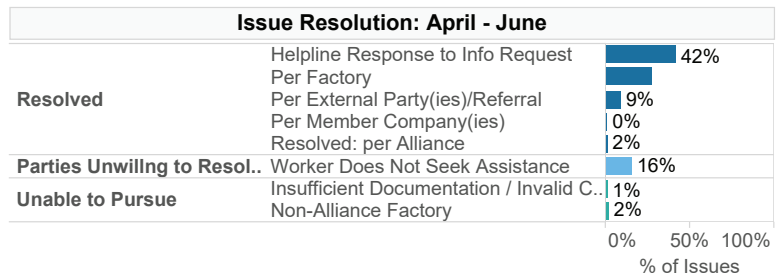 Issue Resolution: April - June
Resolved
Helpline Response to Info Request 42%
Per Factory
Per External Party(ies)/Referral 9%
Per Member Company(ies) 0%
Resolved: per Alliance 2%
Parties Unwillng to Resol.. Worker Does Not Seek Assistance 16%
Unable to Pursue
Insufficient Documentation / Invalid C.. 1%
Non-Alliance Factory 2%
0% 50% 100%
% of Issues